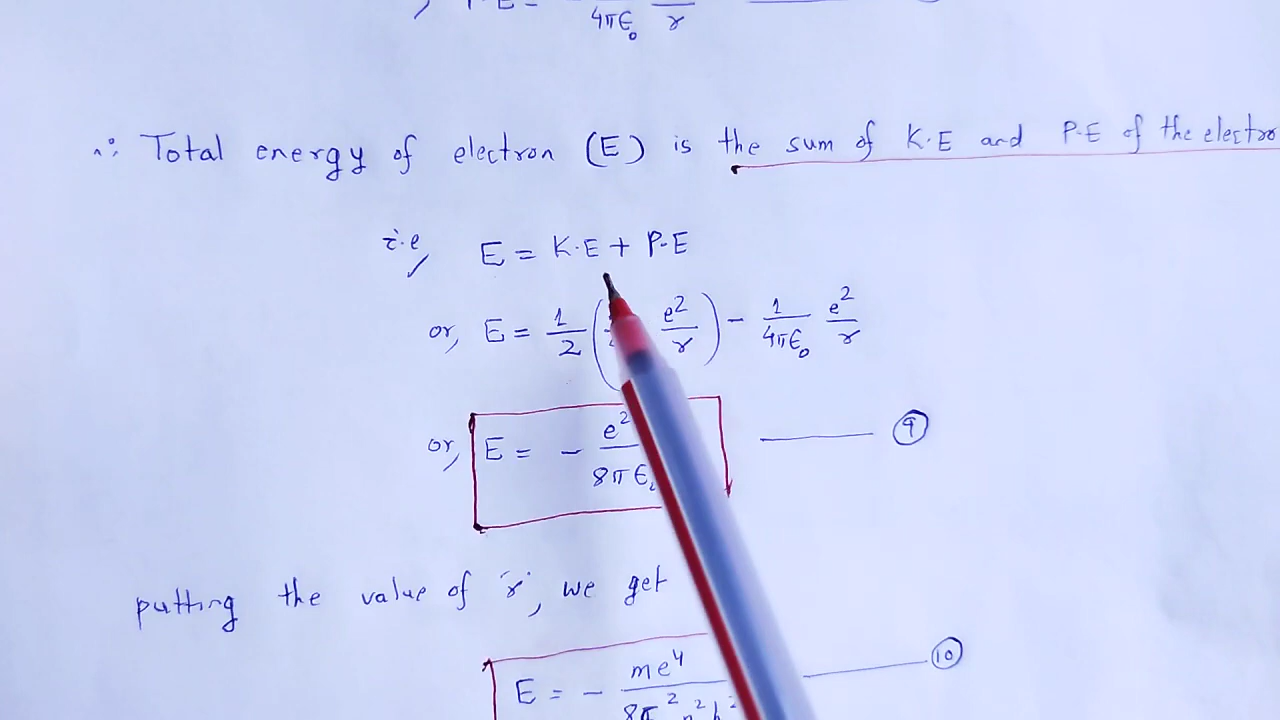 4πϵ₀ r
∴ Total energy of electron (E) is the sum of K.E and P.E of the electro
i.e, E = K.E + P.E
or, E = 1/2 ( e²/r ) - 1/4πϵ₀ e²/r
or, E = - e²/8πϵ ⑨
putting the value of 'r', we get
E = - me⁴/8π²n²h² ⑩